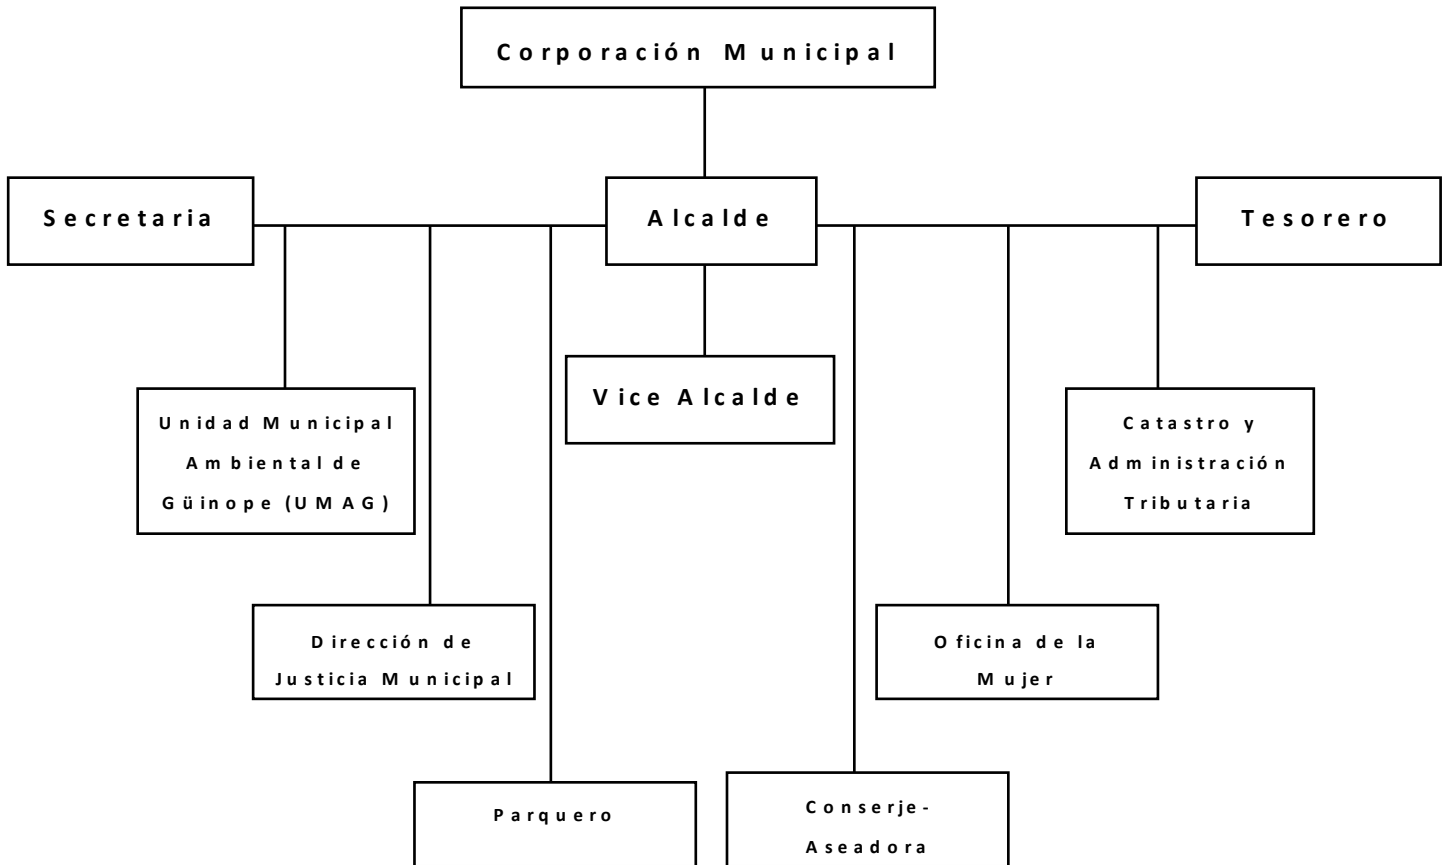 Corporación Municipal
Secretaria
Alcalde
Tesorero
Vice Alcalde
Unidad Municipal
Ambiental de
Güinope (UMAG)
Catastro y
Administración
Tributaria
Dirección de
Justicia Municipal
Oficina de la
Mujer
Parquero
Conserje-
Aseadora